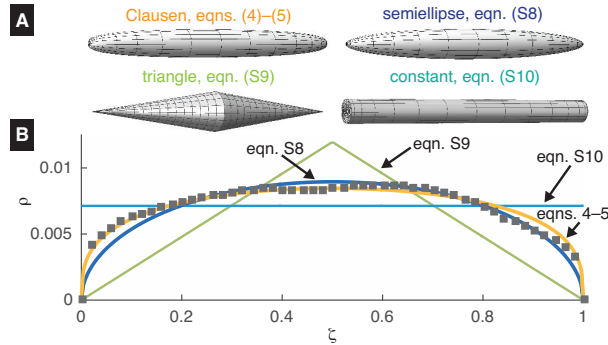 A
Clausen, eqns. (4)–(5)
semiellipse, eqn. (S8)
triangle, eqn. (S9)
constant, eqn. (S10)
B
eqn. S8
eqn. S9
eqn. S10
eqns. 4–5
0.01
0.005
0
ρ
0 0.2 0.4 0.6 0.8 1
ζ